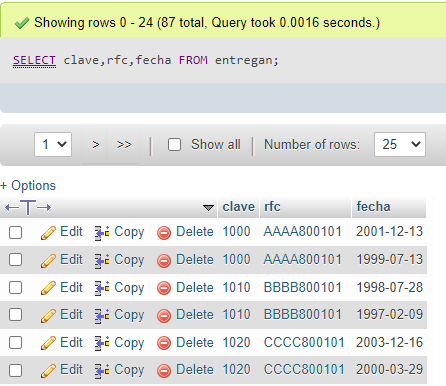 Showing rows 0 - 24 (87 total, Query took 0.0016 seconds.)
SELECT clave,rfc,fecha FROM entregan;
1 > >> Show all Number of rows: 25
+ Options
clave rfc fecha
Edit Copy Delete 1000 AAAA800101 2001-12-13
Edit Copy Delete 1000 AAAA800101 1999-07-13
Edit Copy Delete 1010 BBBB800101 1998-07-28
Edit Copy Delete 1010 BBBB800101 1997-02-09
Edit Copy Delete 1020 CCCC800101 2003-12-16
Edit Copy Delete 1020 CCCC800101 2000-03-29